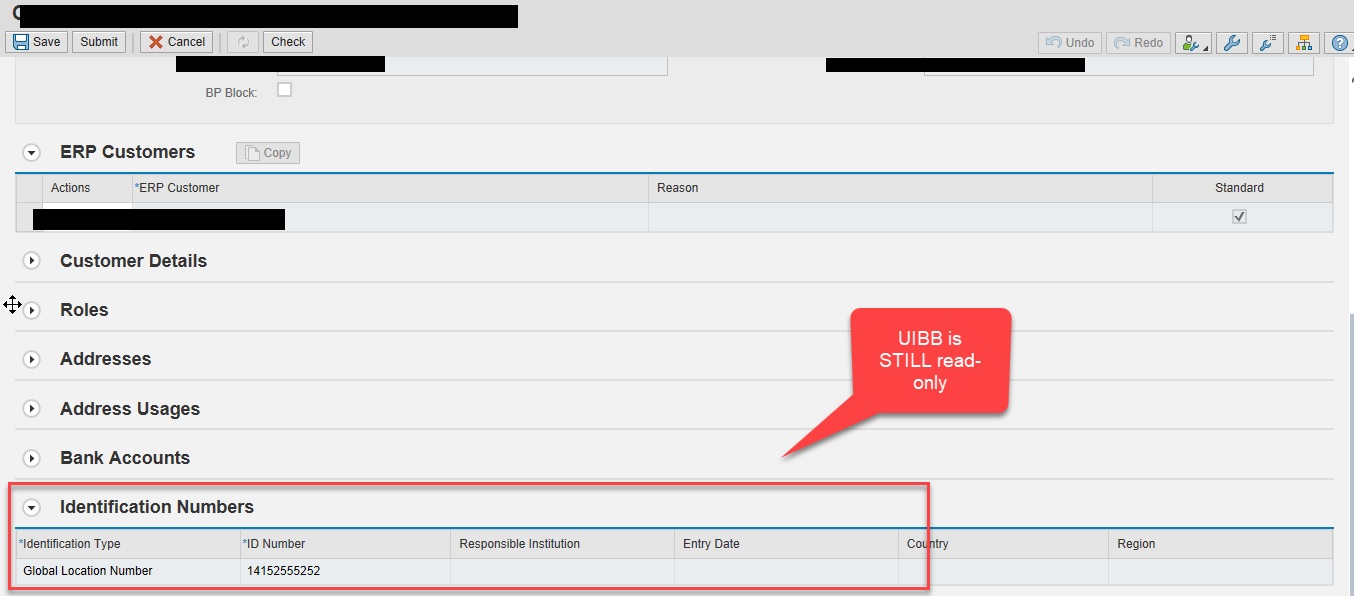 Save Submit Cancel Check Undo Redo
BP Block:
ERP Customers Copy
Actions *ERP Customer Reason Standard
Customer Details
Roles
Addresses
Address Usages
Bank Accounts
UIBB is
STILL read-
only
Identification Numbers
*Identification Type *ID Number Responsible Institution Entry Date Country Region
Global Location Number 14152555252